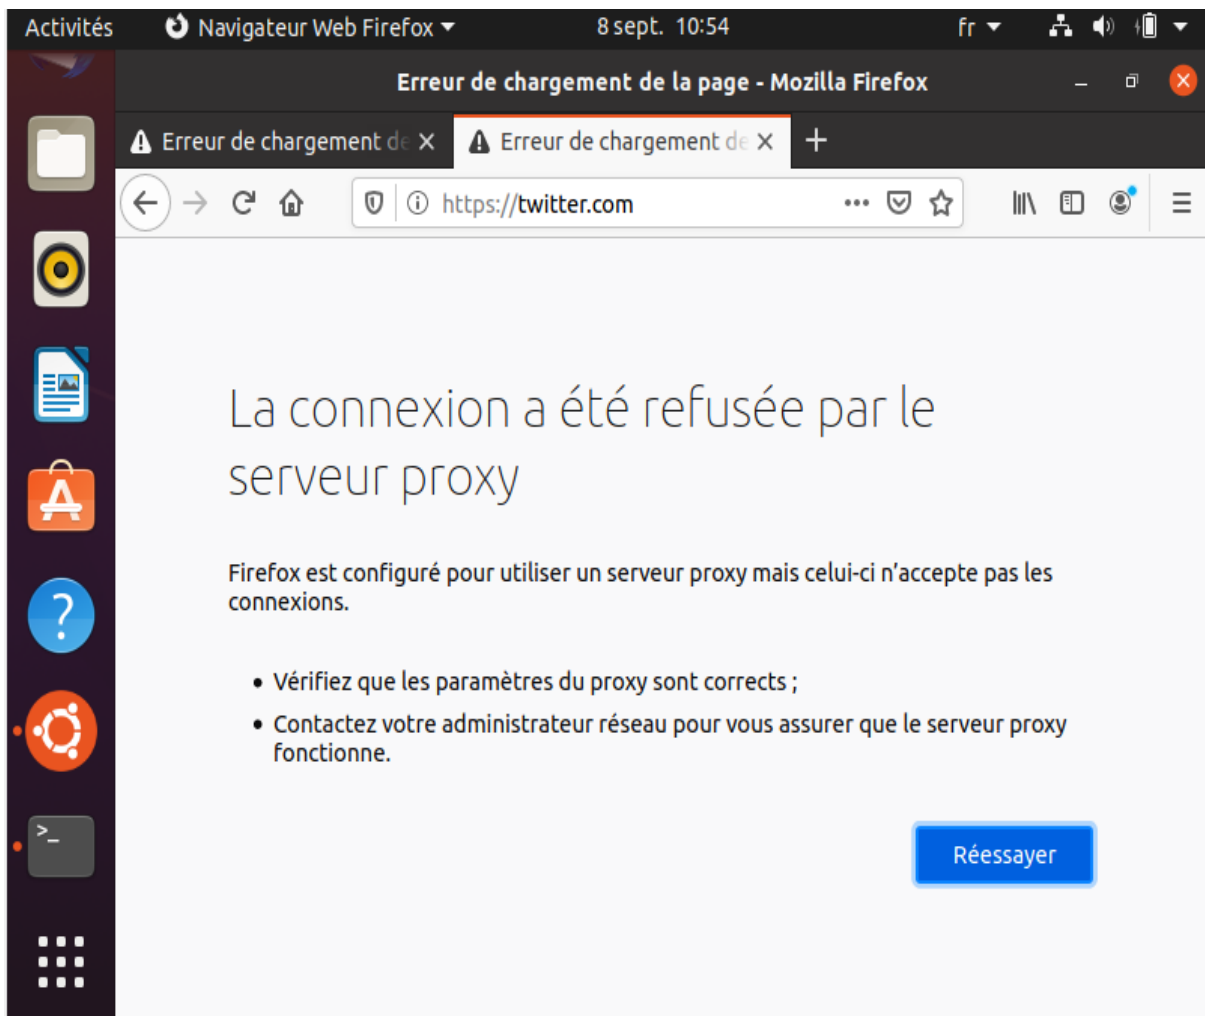 Activités Navigateur Web Firefox 8 sept. 10:54 fr
Erreur de chargement de la page - Mozilla Firefox
Erreur de chargement de Erreur de chargement de
https://twitter.com
La connexion a été refusée par le
serveur proxy
Firefox est configuré pour utiliser un serveur proxy mais celui-ci n’accepte pas les
connexions.
• Vérifiez que les paramètres du proxy sont corrects ;
• Contactez votre administrateur réseau pour vous assurer que le serveur proxy
fonctionne.
Réessayer